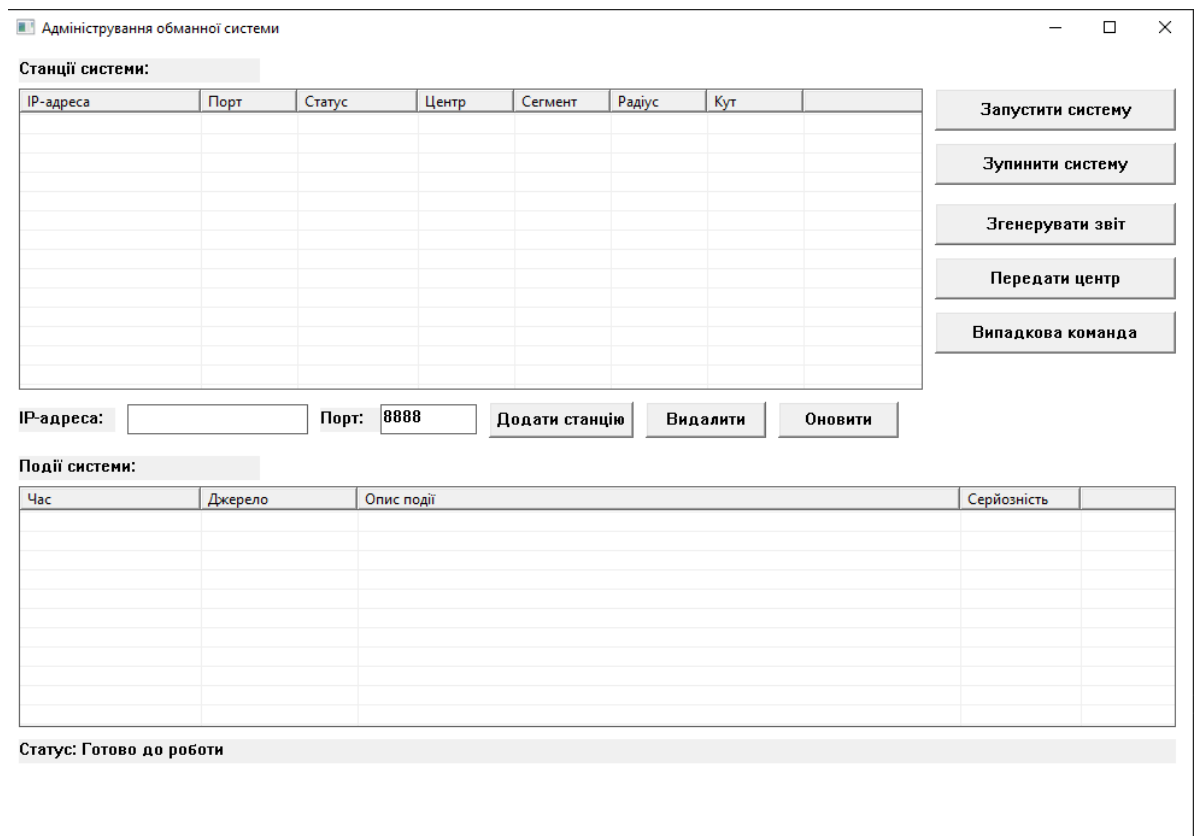 Адміністрування обманної системи
Станції системи:
IP-адреса Порт Статус Центр Сегмент Радіус Кут
Запустити систему
Зупинити систему
Згенерувати звіт
Передати центр
Випадкова команда
IP-адреса: Порт: 8888 Додати станцію Видалити Оновити
Події системи:
Час Джерело Опис події Серйозність
Статус: Готово до роботи